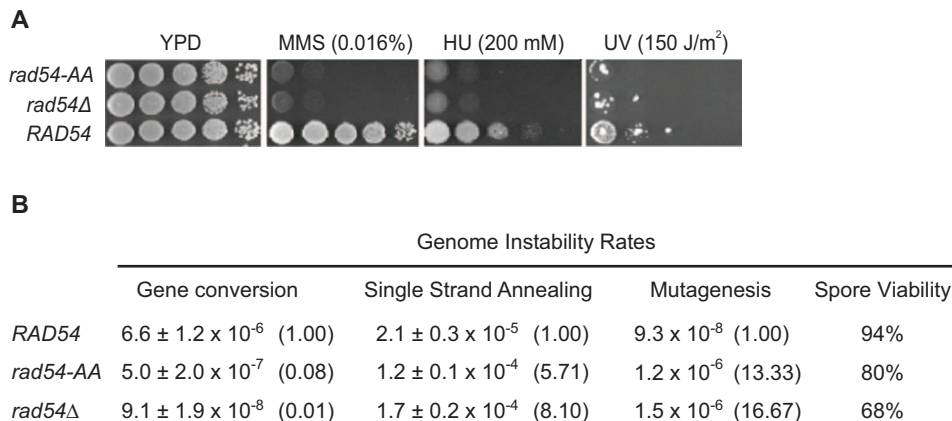 A
YPD MMS (0.016%) HU (200 mM) UV (150 J/m²)
rad54-AA
rad54Δ
RAD54
B
Genome Instability Rates
Gene conversion Single Strand Annealing Mutagenesis Spore Viability
RAD54 6.6 ± 1.2 x 10⁻⁶ (1.00) 2.1 ± 0.3 x 10⁻⁵ (1.00) 9.3 x 10⁻⁸ (1.00) 94%
rad54-AA 5.0 ± 2.0 x 10⁻⁷ (0.08) 1.2 ± 0.1 x 10⁻⁴ (5.71) 1.2 x 10⁻⁶ (13.33) 80%
rad54Δ 9.1 ± 1.9 x 10⁻⁸ (0.01) 1.7 ± 0.2 x 10⁻⁴ (8.10) 1.5 x 10⁻⁶ (16.67) 68%